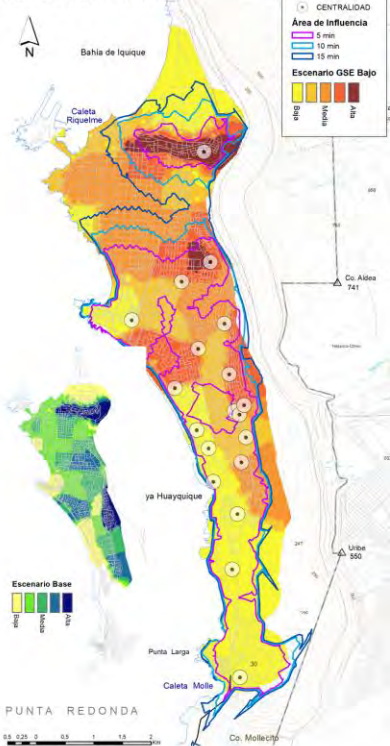 CENTRALIDAD
Área de Influencia
5 min
10 min
15 min
Escenario GSE Bajo
Baja
Media
Alta
N
Bahia de Iquique
Caleta
Riquelme
Co. Aldea
741
ya Huayquique
Uribe
550
Escenario Base
Baja
Media
Alta
Punta Larga
30
Caleta Molle
PUNTA REDONDA
Co. Mollecito
0.5 0.25 0 0.5 1 1.5 2